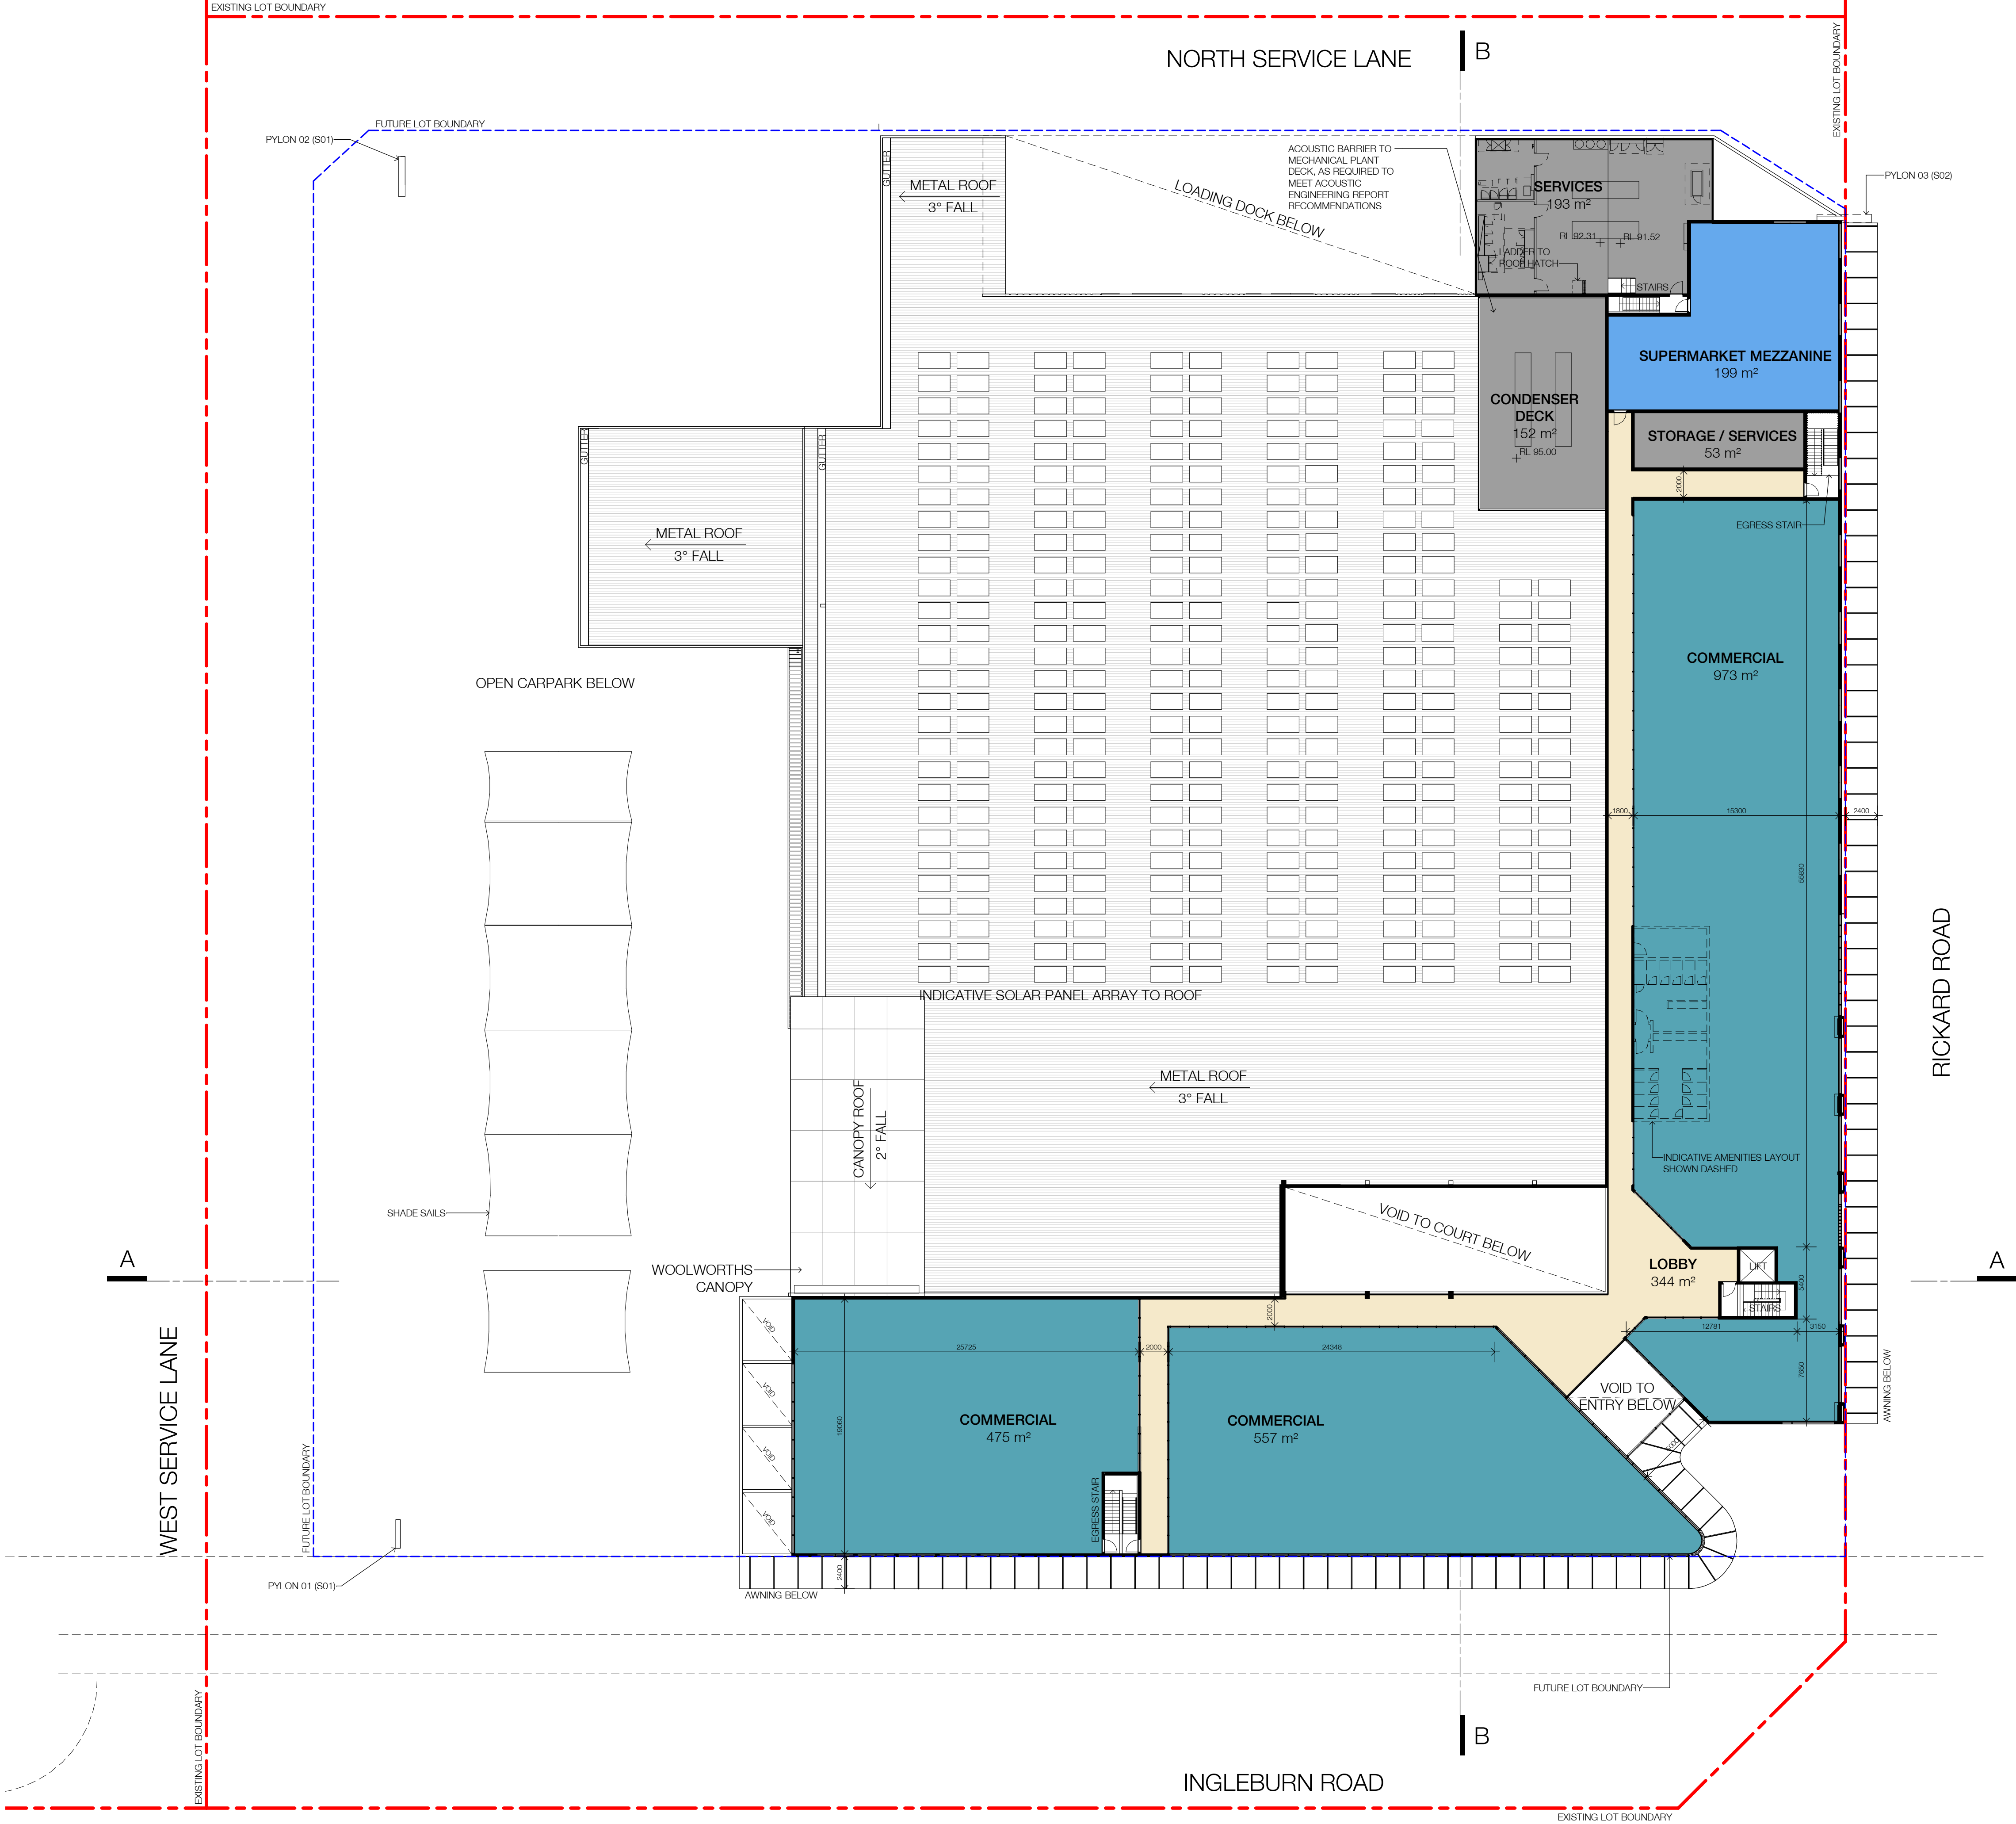 EXISTING LOT BOUNDARY
NORTH SERVICE LANE
B
EXISTING LOT BOUNDARY
FUTURE LOT BOUNDARY
PYLON 02 (S01)
GUTTER
METAL ROOF
3° FALL
LOADING DOCK BELOW
ACOUSTIC BARRIER TO
MECHANICAL PLANT
DECK, AS REQUIRED TO
MEET ACOUSTIC
ENGINEERING REPORT
RECOMMENDATIONS
SERVICES
193 m²
RL 92.31
RL 91.52
LADDER TO
ROOF HATCH
STAIRS
PYLON 03 (S02)
SUPERMARKET MEZZANINE
199 m²
CONDENSER
DECK
152 m²
RL 95.00
STORAGE / SERVICES
53 m²
2000
EGRESS STAIR
GUTTER
GUTTER
METAL ROOF
3° FALL
OPEN CARPARK BELOW
COMMERCIAL
973 m²
1800
15300
2400
55830
RICKARD ROAD
INDICATIVE SOLAR PANEL ARRAY TO ROOF
METAL ROOF
3° FALL
CANOPY ROOF
2° FALL
INDICATIVE AMENITIES LAYOUT
SHOWN DASHED
SHADE SAILS
VOID TO COURT BELOW
A
WOOLWORTHS
CANOPY
LOBBY
344 m²
LIFT
STAIRS
5400
A
2000
12781
3150
7650
VOID
VOID
VOID
VOID
25725
2000
24348
19060
COMMERCIAL
475 m²
COMMERCIAL
557 m²
VOID TO
ENTRY BELOW
AWNING BELOW
EGRESS STAIR
WEST SERVICE LANE
FUTURE LOT BOUNDARY
PYLON 01 (S01)
2400
AWNING BELOW
FUTURE LOT BOUNDARY
EXISTING LOT BOUNDARY
B
INGLEBURN ROAD
EXISTING LOT BOUNDARY